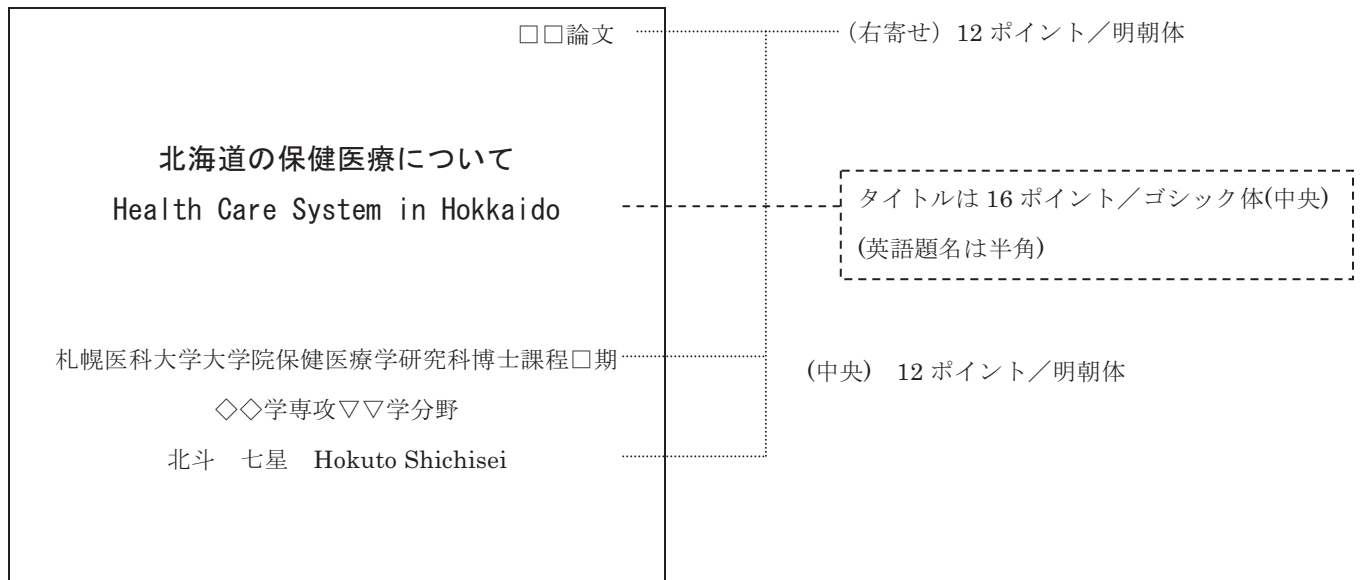 □□論文
(右寄せ) 12 ポイント／明朝体
北海道の保健医療について
Health Care System in Hokkaido
タイトルは 16 ポイント／ゴシック体(中央)
(英語題名は半角)
札幌医科大学大学院保健医療学研究科博士課程□期
◇◇学専攻▽▽学分野
北斗　七星　Hokuto Shichisei
(中央)　12 ポイント／明朝体